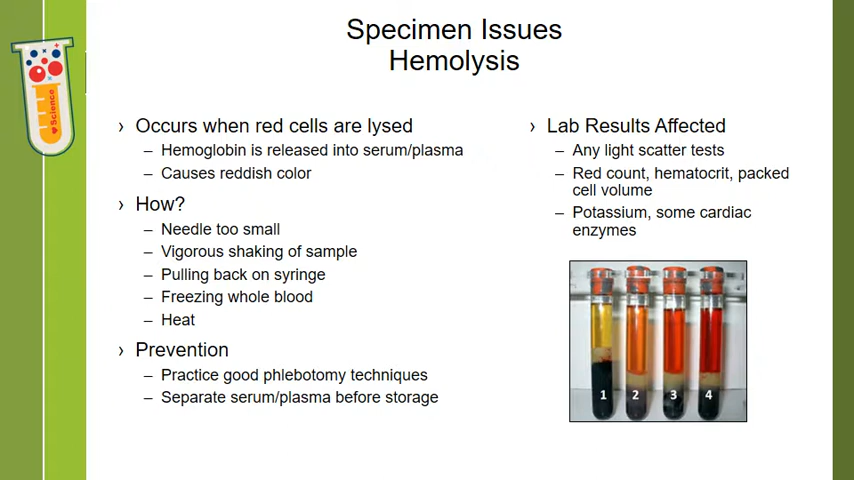 Specimen Issues
Hemolysis
Science
› Occurs when red cells are lysed
– Hemoglobin is released into serum/plasma
– Causes reddish color
› How?
– Needle too small
– Vigorous shaking of sample
– Pulling back on syringe
– Freezing whole blood
– Heat
› Prevention
– Practice good phlebotomy techniques
– Separate serum/plasma before storage
› Lab Results Affected
– Any light scatter tests
– Red count, hematocrit, packed
cell volume
– Potassium, some cardiac
enzymes
1 2 3 4